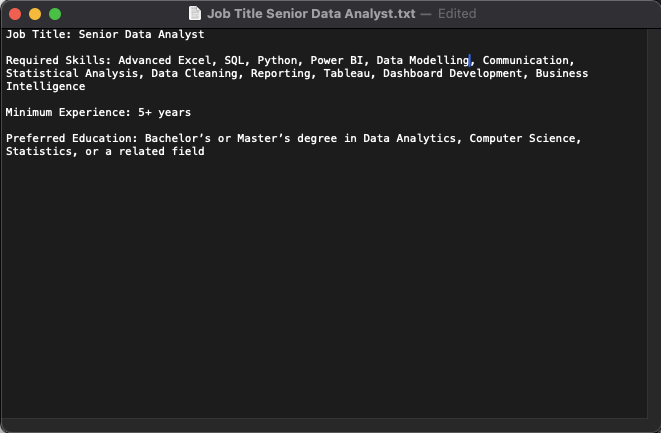 Job Title Senior Data Analyst.txt — Edited
Job Title: Senior Data Analyst
Required Skills: Advanced Excel, SQL, Python, Power BI, Data Modelling, Communication,
Statistical Analysis, Data Cleaning, Reporting, Tableau, Dashboard Development, Business
Intelligence
Minimum Experience: 5+ years
Preferred Education: Bachelor’s or Master’s degree in Data Analytics, Computer Science,
Statistics, or a related field